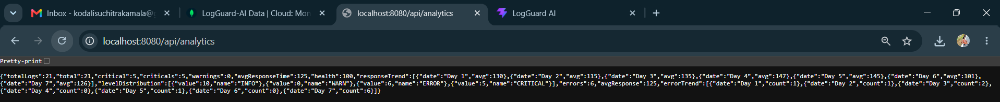 Inbox - kodalisuchitrakamala@g
LogGuard-AI Data | Cloud: Mon
localhost:8080/api/analytics
LogGuard AI
localhost:8080/api/analytics
Pretty-print
{"totalLogs":21,"total":21,"critical":5,"criticals":5,"warnings":0,"avgResponseTime":125,"health":100,"responseTrend":[{"date":"Day 1","avg":130},{"date":"Day 2","avg":115},{"date":"Day 3","avg":135},{"date":"Day 4","avg":147},{"date":"Day 5","avg":145},{"date":"Day 6","avg":101},
{"date":"Day 7","avg":126}],"levelDistribution":[{"value":10,"name":"INFO"},{"value":0,"name":"WARN"},{"value":6,"name":"ERROR"},{"value":5,"name":"CRITICAL"}],"errors":6,"avgResponse":125,"errorTrend":[{"date":"Day 1","count":1},{"date":"Day 2","count":1},{"date":"Day 3","count":2},
{"date":"Day 4","count":0},{"date":"Day 5","count":1},{"date":"Day 6","count":0},{"date":"Day 7","count":6}]}